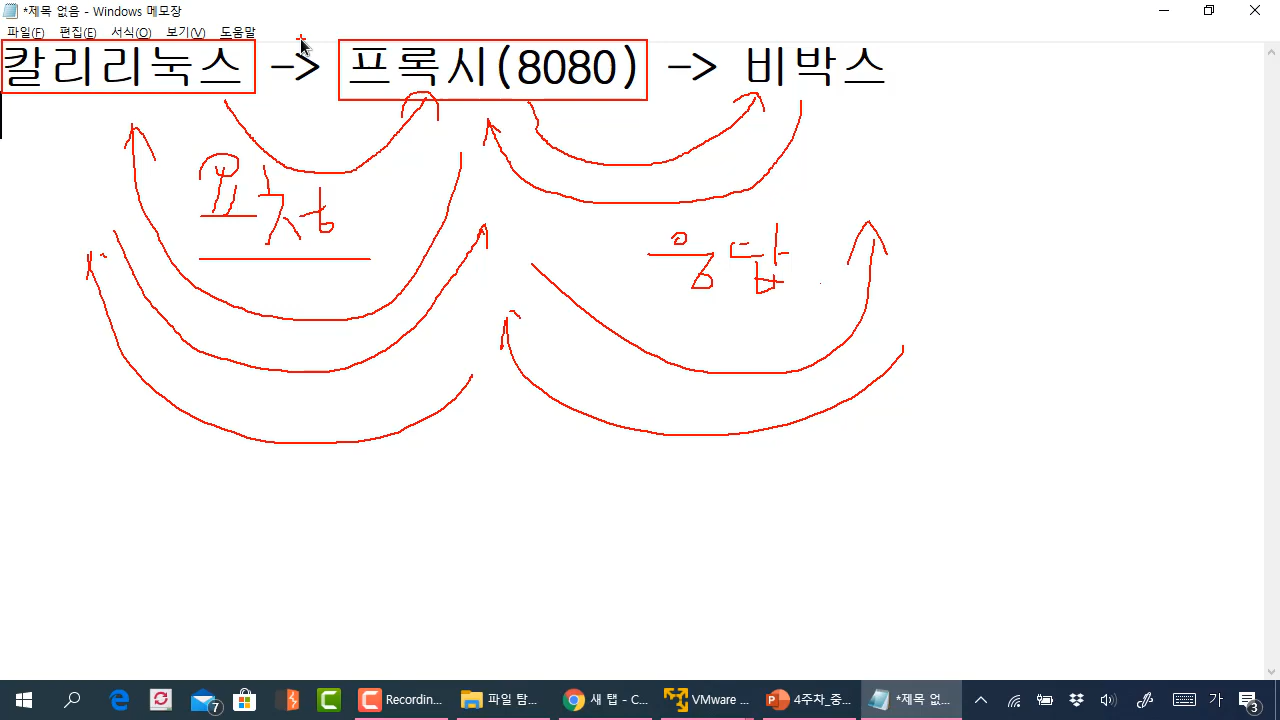 *제목 없음 - Windows 메모장
파일(F) 편집(E) 서식(O) 보기(V) 도움말
칼리리눅스 -> 프록시(8080) -> 비박스
요청
응답
7 Recordin... 파일 탐... 새 탭 - C... VMware ... 4주차_중... *제목 없... 가 3